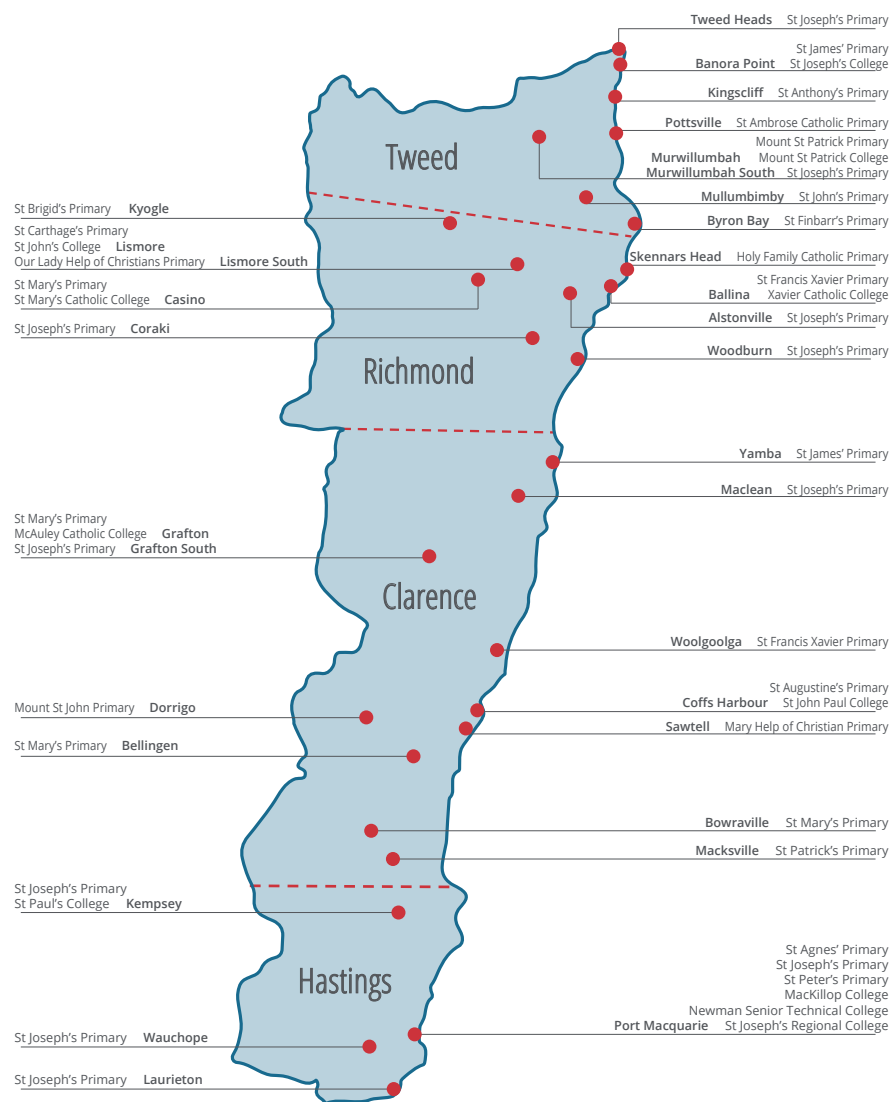 Tweed Heads St Joseph's Primary
St James' Primary
Banora Point St Joseph's College
Kingscliff St Anthony's Primary
Pottsville St Ambrose Catholic Primary
Mount St Patrick Primary
Murwillumbah Mount St Patrick College
Murwillumbah South St Joseph's Primary
Mullumbimby St John's Primary
Byron Bay St Finbarr's Primary
Skennars Head Holy Family Catholic Primary
St Francis Xavier Primary
Ballina Xavier Catholic College
Alstonville St Joseph's Primary
Woodburn St Joseph's Primary
Yamba St James' Primary
Maclean St Joseph's Primary
Woolgoolga St Francis Xavier Primary
St Augustine's Primary
Coffs Harbour St John Paul College
Sawtell Mary Help of Christian Primary
Bowraville St Mary's Primary
Macksville St Patrick's Primary
St Agnes' Primary
St Joseph's Primary
St Peter's Primary
MacKillop College
Newman Senior Technical College
Port Macquarie St Joseph's Regional College
St Brigid's Primary Kyogle
St Carthage's Primary
St John's College Lismore
Our Lady Help of Christians Primary Lismore South
St Mary's Primary
St Mary's Catholic College Casino
St Joseph's Primary Coraki
St Mary's Primary
McAuley Catholic College Grafton
St Joseph's Primary Grafton South
Mount St John Primary Dorrigo
St Mary's Primary Bellingen
St Joseph's Primary
St Paul's College Kempsey
St Joseph's Primary Wauchope
St Joseph's Primary Laurieton
Tweed
Richmond
Clarence
Hastings